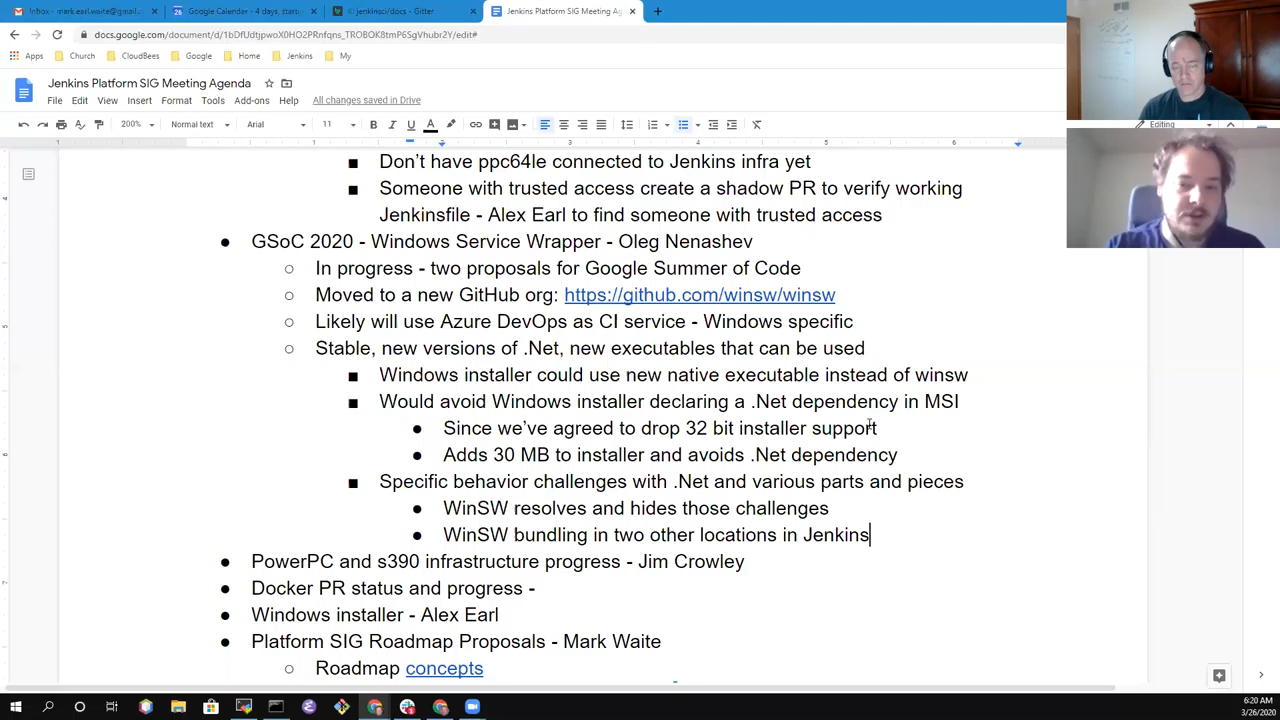 Inbox - mark.earl.waite@gmail.
Google Calendar - 4 days, startu
jenkinsci/docs - Gitter
Jenkins Platform SIG Meeting Ag
docs.google.com/document/d/1bDfUdtjpwoX0HO2PRnfqns_TROBOK8tmP6SgVhubr2Y/edit#
Apps Church CloudBees Google Home Jenkins My
Jenkins Platform SIG Meeting Agenda
File Edit View Insert Format Tools Add-ons Help All changes saved in Drive
200% Normal text Arial 11 Editing
■ Don't have ppc64le connected to Jenkins infra yet
■ Someone with trusted access create a shadow PR to verify working
Jenkinsfile - Alex Earl to find someone with trusted access
● GSoC 2020 - Windows Service Wrapper - Oleg Nenashev
○ In progress - two proposals for Google Summer of Code
○ Moved to a new GitHub org: https://github.com/winsw/winsw
○ Likely will use Azure DevOps as CI service - Windows specific
○ Stable, new versions of .Net, new executables that can be used
■ Windows installer could use new native executable instead of winsw
■ Would avoid Windows installer declaring a .Net dependency in MSI
● Since we've agreed to drop 32 bit installer support
● Adds 30 MB to installer and avoids .Net dependency
■ Specific behavior challenges with .Net and various parts and pieces
● WinSW resolves and hides those challenges
● WinSW bundling in two other locations in Jenkins
● PowerPC and s390 infrastructure progress - Jim Crowley
● Docker PR status and progress -
● Windows installer - Alex Earl
● Platform SIG Roadmap Proposals - Mark Waite
○ Roadmap concepts
6:20 AM
3/26/2020